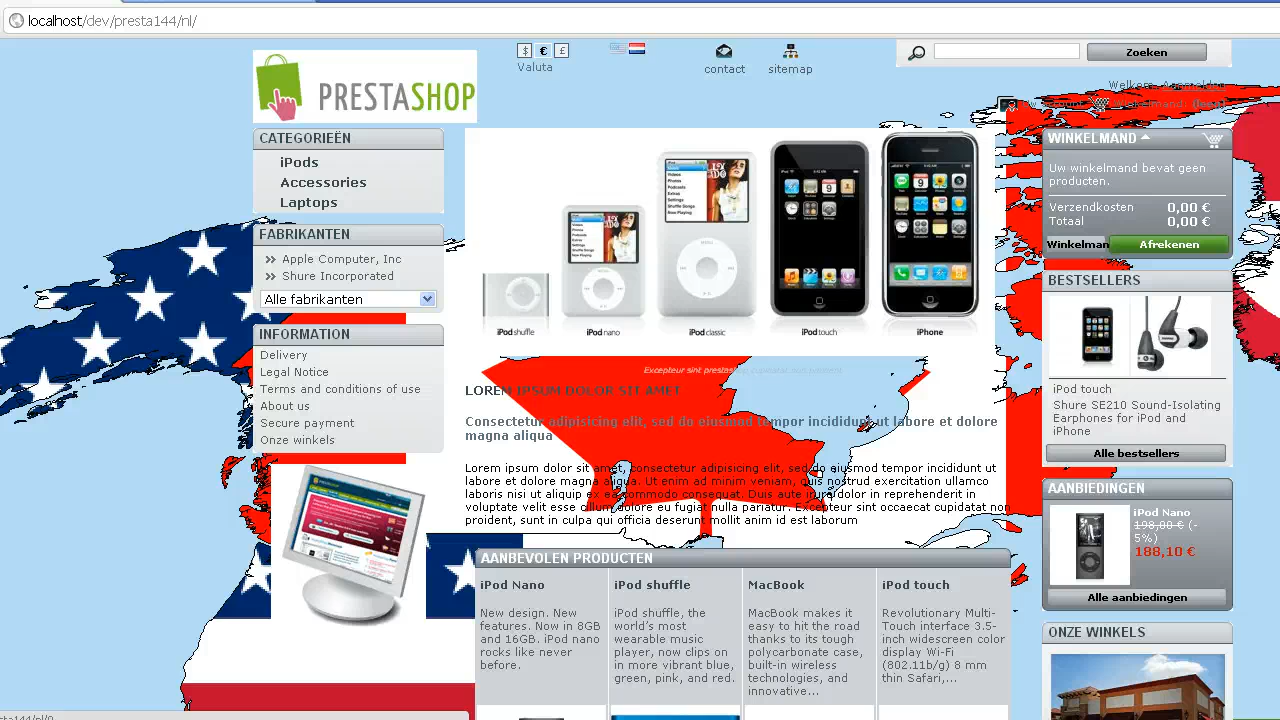 localhost/dev/presta144/nl/
PRESTASHOP
$ € £
Valuta
contact
sitemap
Zoeken
Welkom, Aanmelden
Winkelmand: (leeg)
CATEGORIEËN
iPods
Accessories
Laptops
FABRIKANTEN
Apple Computer, Inc
Shure Incorporated
Alle fabrikanten
INFORMATION
Delivery
Legal Notice
Terms and conditions of use
About us
Secure payment
Onze winkels
iPod shuffle
iPod nano
iPod classic
iPod touch
iPhone
Excepteur sint prestashop cupidatat non proident
LOREM IPSUM DOLOR SIT AMET
Consectetur adipisicing elit, sed do eiusmod tempor incididunt ut labore et dolore
magna aliqua
Lorem ipsum dolor sit amet, consectetur adipisicing elit, sed do eiusmod tempor incididunt ut
labore et dolore magna aliqua. Ut enim ad minim veniam, quis nostrud exercitation ullamco
laboris nisi ut aliquip ex ea commodo consequat. Duis aute irure dolor in reprehenderit in
voluptate velit esse cillum dolore eu fugiat nulla pariatur. Excepteur sint occaecat cupidatat non
proident, sunt in culpa qui officia deserunt mollit anim id est laborum
AANBEVOLEN PRODUCTEN
iPod Nano
New design. New
features. Now in 8GB
and 16GB. iPod nano
rocks like never
before.
iPod shuffle
iPod shuffle, the
world's most
wearable music
player, now clips on
in more vibrant blue,
green, pink, and red.
MacBook
MacBook makes it
easy to hit the road
thanks to its tough
polycarbonate case,
built-in wireless
technologies, and
innovative...
iPod touch
Revolutionary Multi-
Touch interface 3.5-
inch widescreen color
display Wi-Fi
(802.11b/g) 8 mm
thin Safari,...
WINKELMAND
Uw winkelmand bevat geen
producten.
Verzendkosten 0,00 €
Totaal 0,00 €
Winkelman Afrekenen
BESTSELLERS
iPod touch
Shure SE210 Sound-Isolating
Earphones for iPod and
iPhone
Alle bestsellers
AANBIEDINGEN
iPod Nano
198,00 € (-
5%)
188,10 €
Alle aanbiedingen
ONZE WINKELS